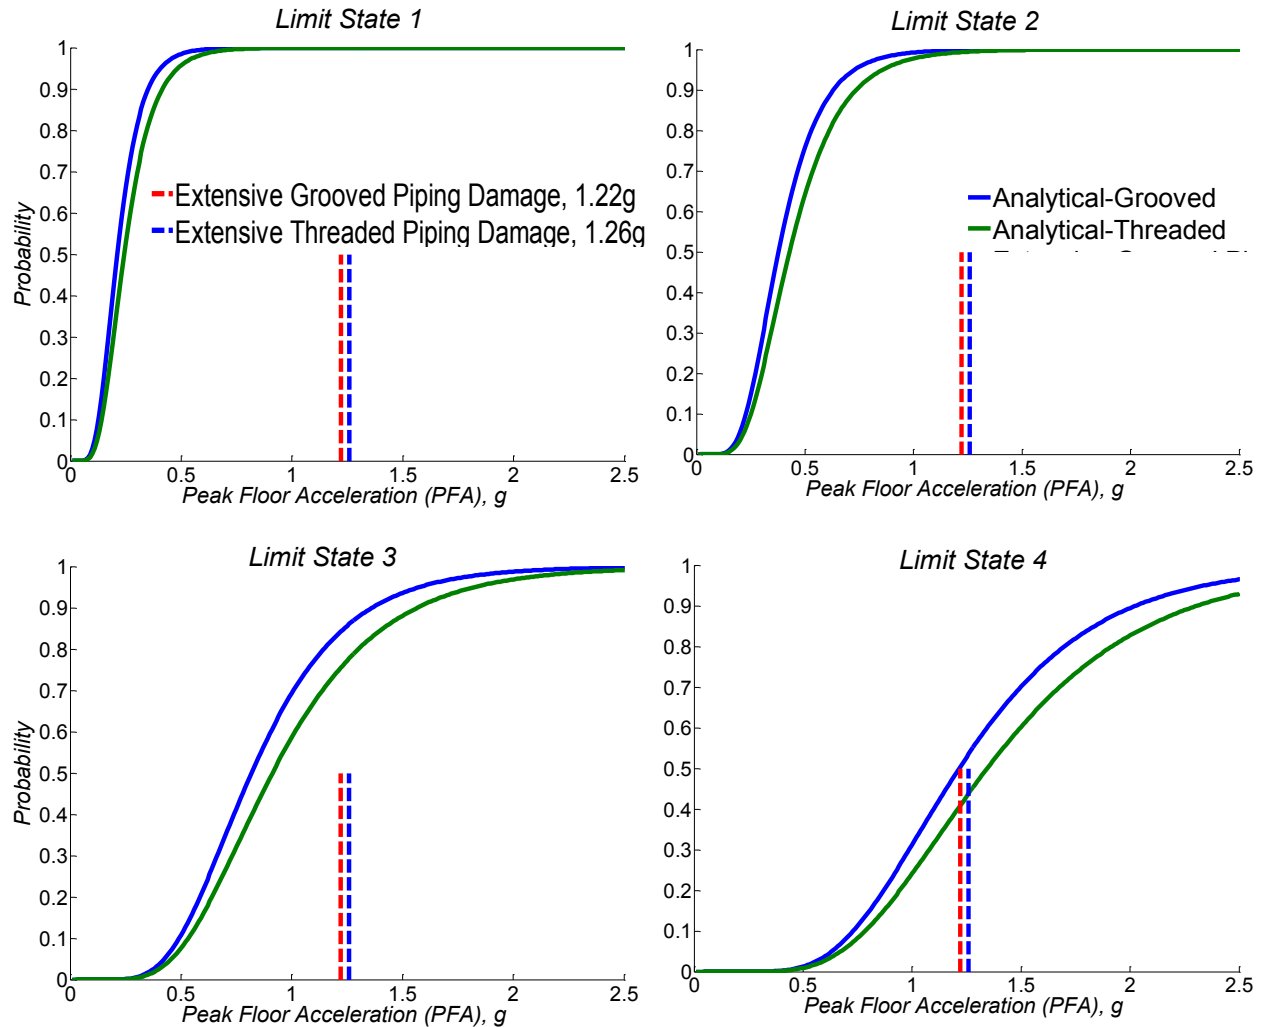 Limit State 1
1
0.9
0.8
0.7
0.6
0.5
0.4
0.3
0.2
0.1
0
Probability
Extensive Grooved Piping Damage, 1.22g
Extensive Threaded Piping Damage, 1.26g
0 0.5 1 1.5 2 2.5
Peak Floor Acceleration (PFA), g
Limit State 2
1
0.9
0.8
0.7
0.6
0.5
0.4
0.3
0.2
0.1
0
Analytical-Grooved
Analytical-Threaded
0 0.5 1 1.5 2 2.5
Peak Floor Acceleration (PFA), g
Limit State 3
1
0.9
0.8
0.7
0.6
0.5
0.4
0.3
0.2
0.1
0
Probability
0 0.5 1 1.5 2 2.5
Peak Floor Acceleration (PFA), g
Limit State 4
1
0.9
0.8
0.7
0.6
0.5
0.4
0.3
0.2
0.1
0
0 0.5 1 1.5 2 2.5
Peak Floor Acceleration (PFA), g